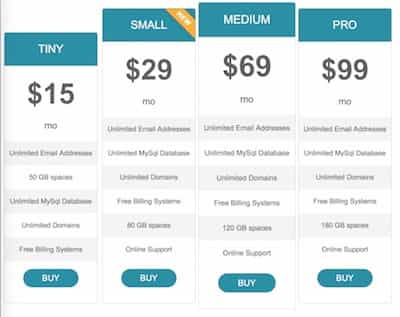 TINY
$15
mo
Unlimited Email Addresses
50 GB spaces
Unlimited MySql Database
Unlimited Domains
Free Billing Systems
BUY
SMALL
NEW
$29
mo
Unlimited Email Addresses
Unlimited MySql Database
Unlimited Domains
Free Billing Systems
80 GB spaces
Online Support
BUY
MEDIUM
$69
mo
Unlimited Email Addresses
Unlimited MySql Database
Unlimited Domains
Free Billing Systems
120 GB spaces
Online Support
BUY
PRO
$99
mo
Unlimited Email Addresses
Unlimited MySql Database
Unlimited Domains
Free Billing Systems
180 GB spaces
Online Support
BUY